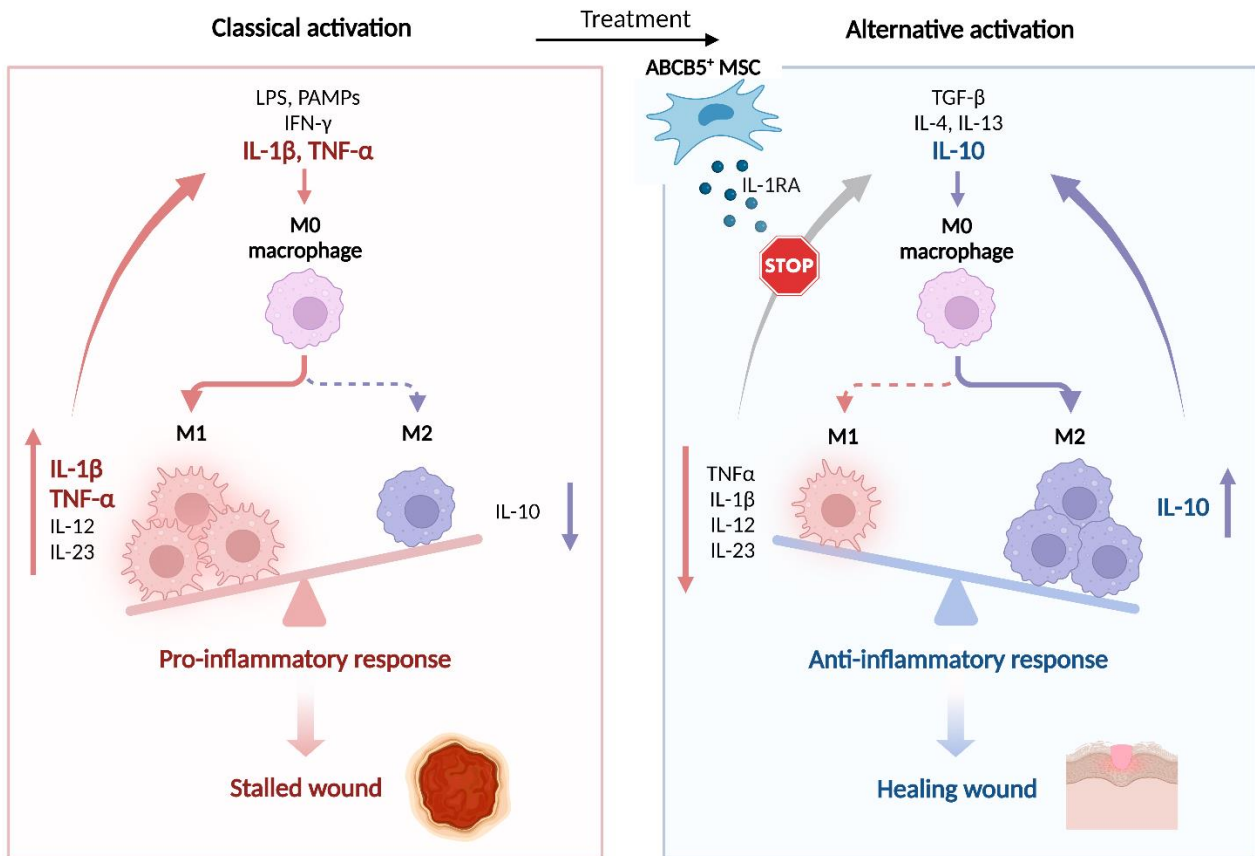 Classical activation
Treatment
Alternative activation
LPS, PAMPs
IFN-γ
IL-1β, TNF-α
M0
macrophage
M1
M2
IL-1β
TNF-α
IL-12
IL-23
IL-10
Pro-inflammatory response
Stalled wound
ABCB5⁺ MSC
IL-1RA
STOP
TGF-β
IL-4, IL-13
IL-10
M0
macrophage
M1
M2
TNFα
IL-1β
IL-12
IL-23
IL-10
Anti-inflammatory response
Healing wound